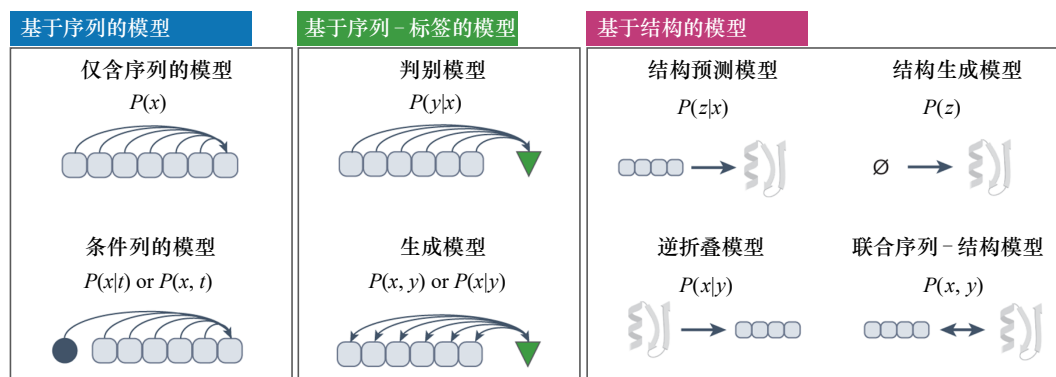 基于序列的模型
仅含序列的模型
P(x)
条件列的模型
P(x|t) or P(x, t)
基于序列-标签的模型
判别模型
P(y|x)
生成模型
P(x, y) or P(x|y)
基于结构的模型
结构预测模型
P(z|x)
结构生成模型
P(z)
Ø
逆折叠模型
P(x|y)
联合序列-结构模型
P(x, y)